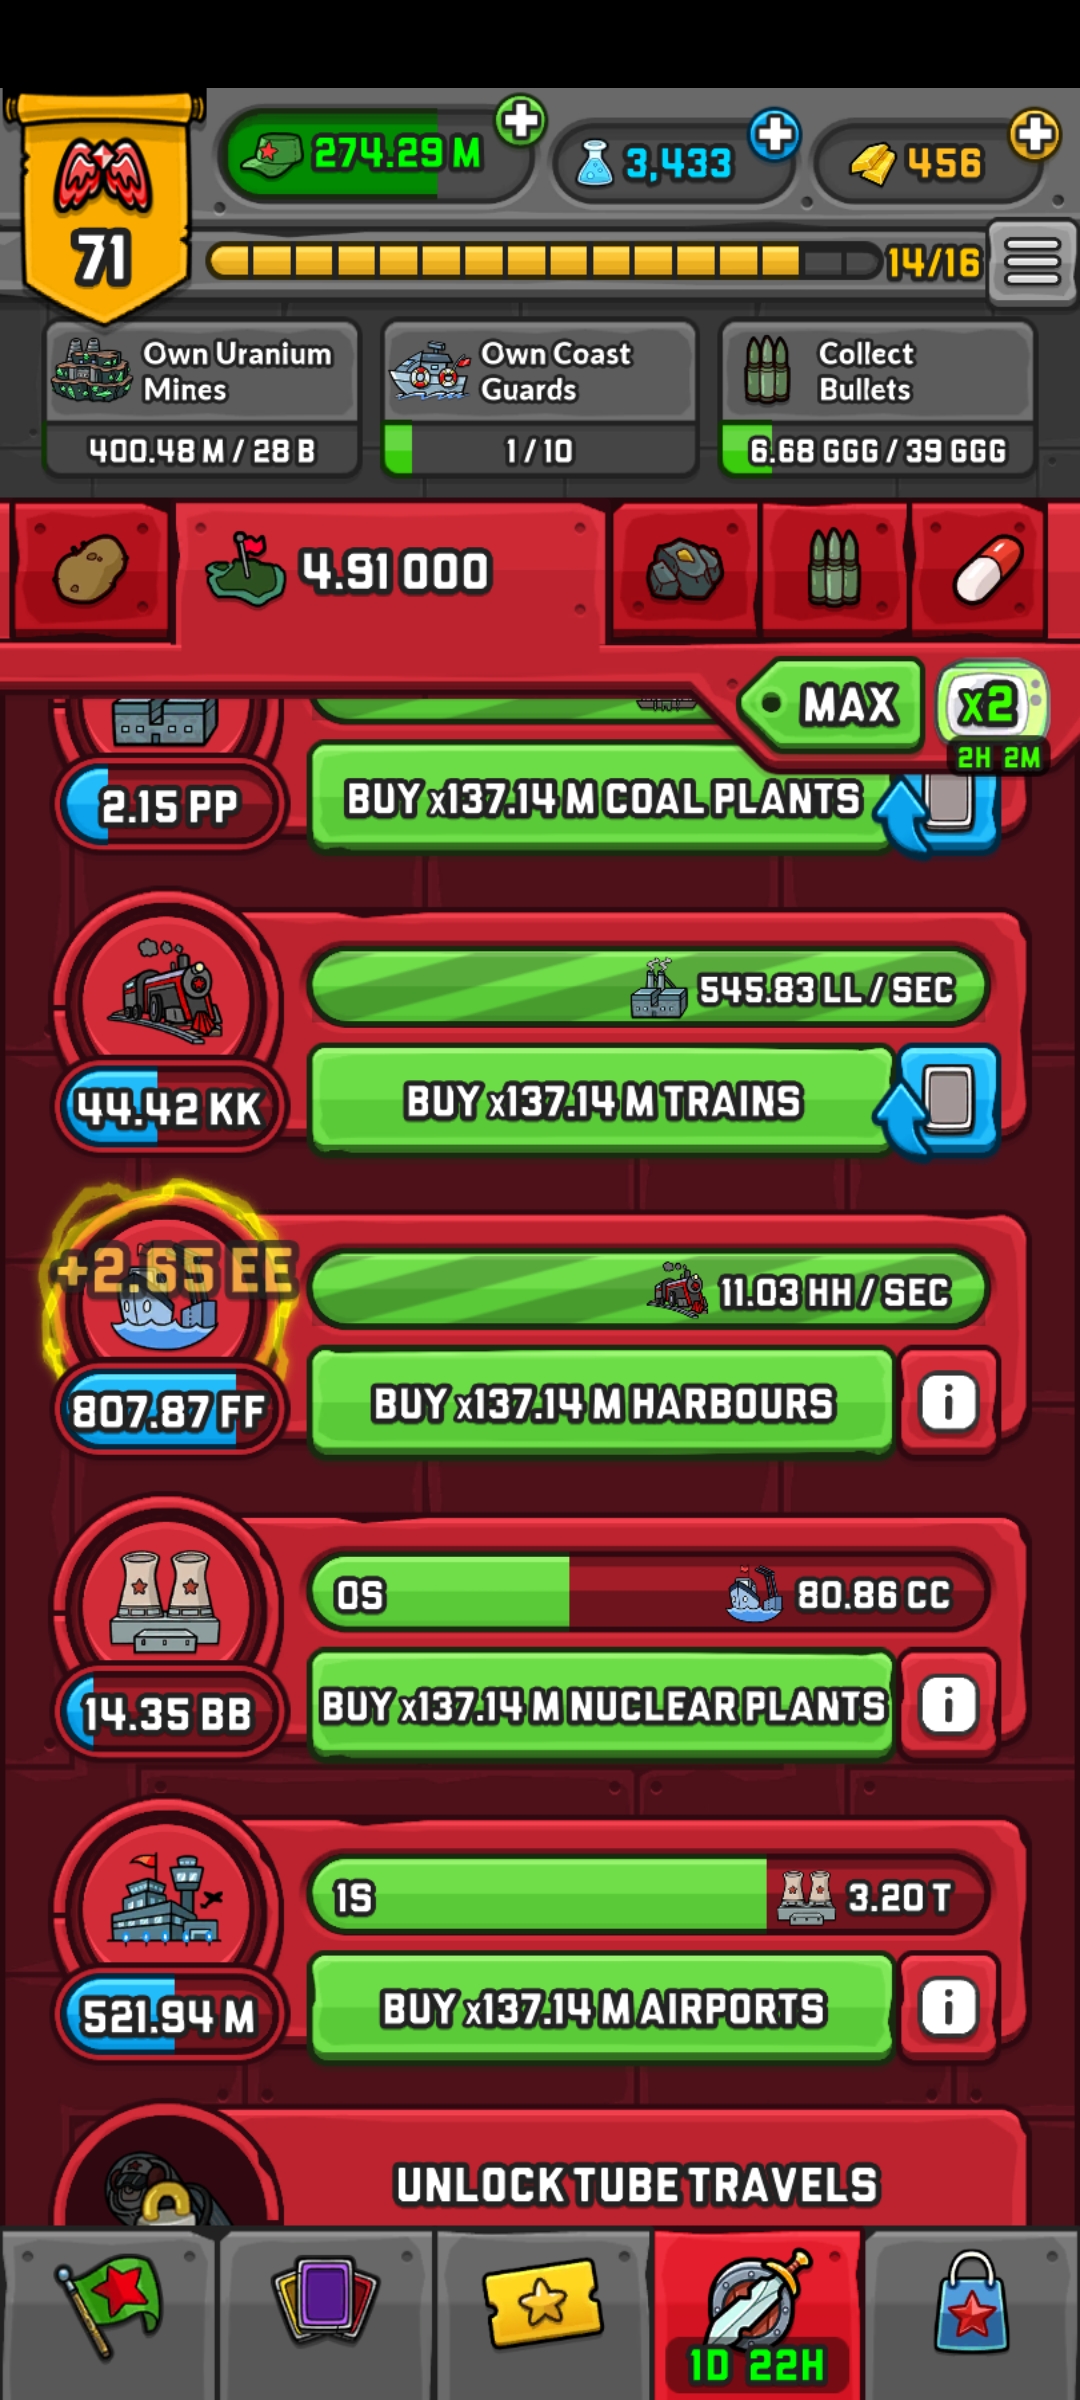 274.29 M
3,433
456
71
14/16
Own Uranium
Mines
400.48 M / 28 B
Own Coast
Guards
1 / 10
Collect
Bullets
6.68 GGG / 39 GGG
4.91 OOO
MAX
x2
2H 2M
2.15 PP
BUY x137.14 M COAL PLANTS
545.83 LL / SEC
44.42 KK
BUY x137.14 M TRAINS
+2.65 EE
11.03 HH / SEC
807.87 FF
BUY x137.14 M HARBOURS
i
0S
80.86 CC
14.35 BB
BUY x137.14 M NUCLEAR PLANTS
i
1S
3.20 T
521.94 M
BUY x137.14 M AIRPORTS
i
UNLOCK TUBE TRAVELS
1D 22H